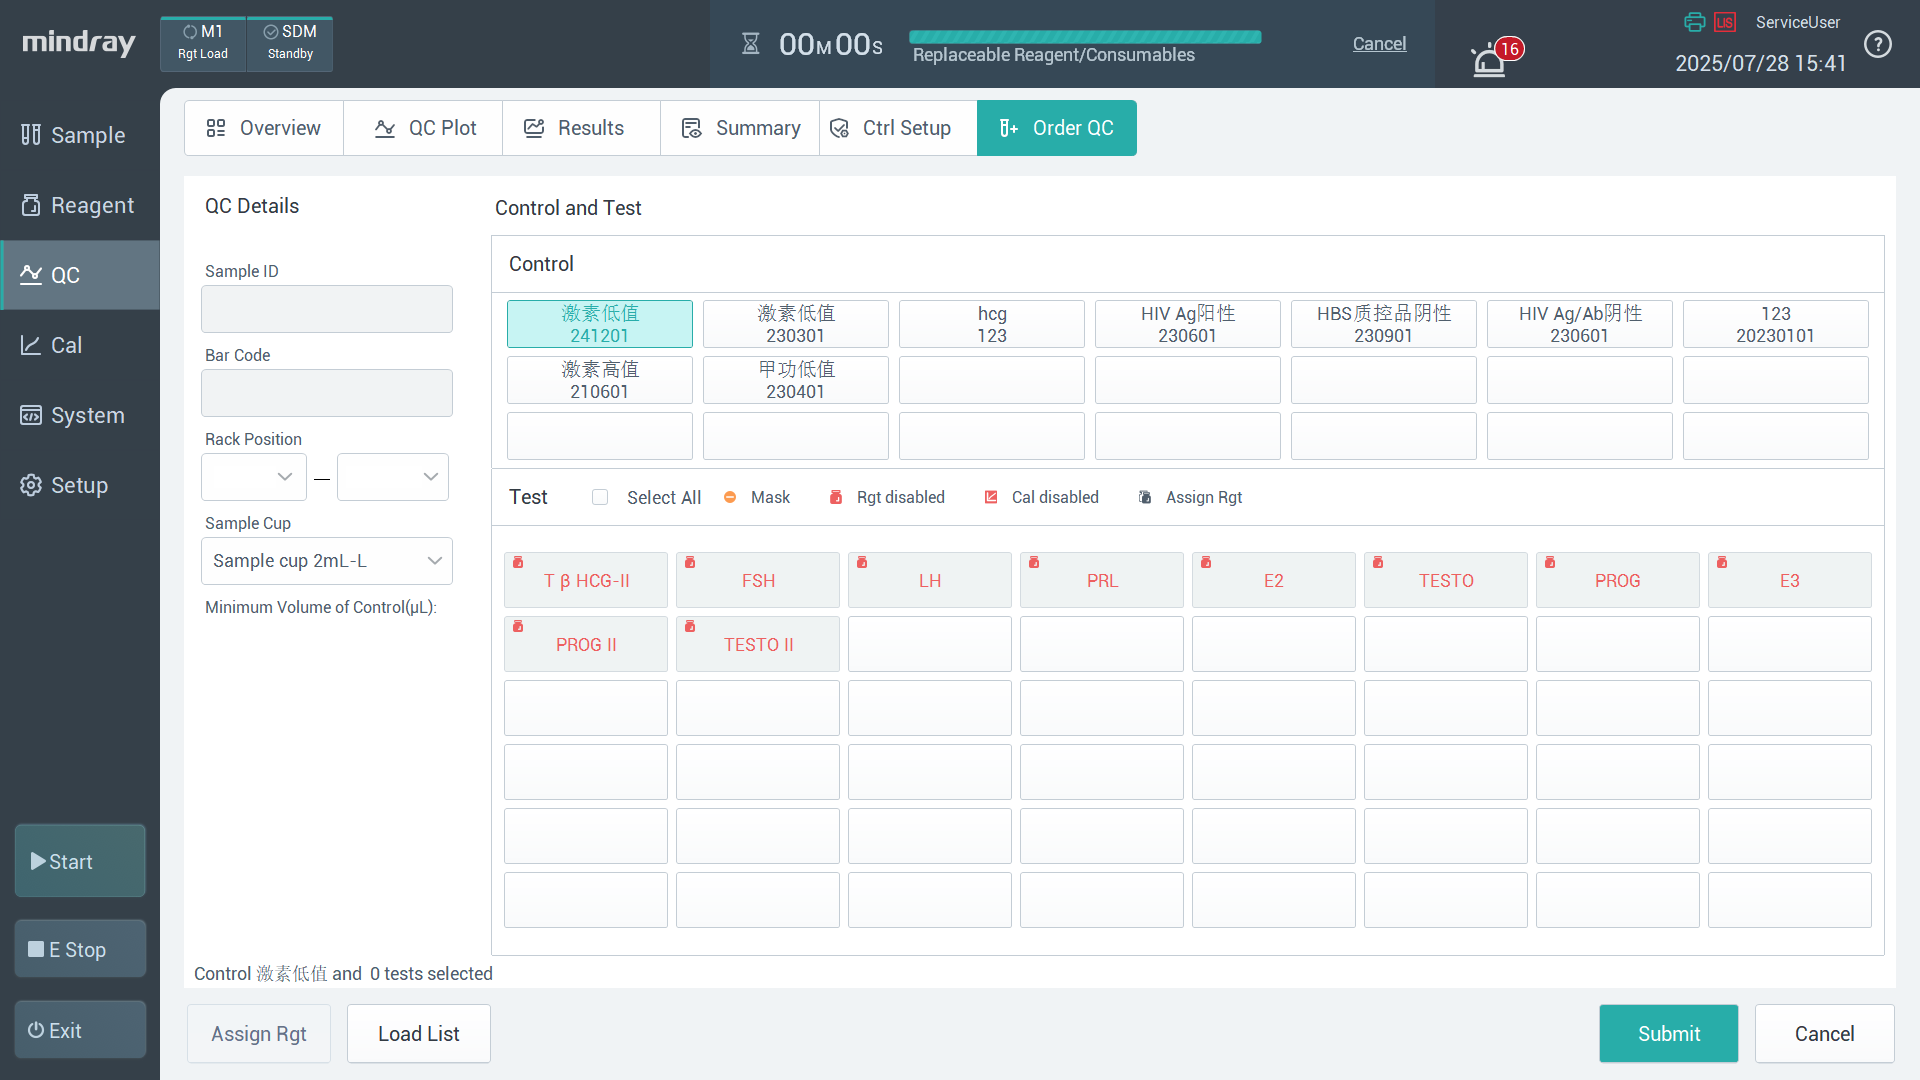 mindray
M1
Rgt Load
SDM
Standby
00M00S
Replaceable Reagent/Consumables
Cancel
16
LIS
ServiceUser
2025/07/28 15:41
?
Sample
Reagent
QC
Cal
System
Setup
Start
E Stop
Exit
Overview
QC Plot
Results
Summary
Ctrl Setup
Order QC
QC Details
Sample ID
Bar Code
Rack Position
—
Sample Cup
Sample cup 2mL-L
Minimum Volume of Control(μL):
Control and Test
Control
激素低值
241201
激素低值
230301
hcg
123
HIV Ag阳性
230601
HBS质控品阴性
230901
HIV Ag/Ab阴性
230601
123
20230101
激素高值
210601
甲功低值
230401
Test
Select All
Mask
Rgt disabled
Cal disabled
Assign Rgt
T β HCG-II
FSH
LH
PRL
E2
TESTO
PROG
E3
PROG II
TESTO II
Control 激素低值 and 0 tests selected
Assign Rgt
Load List
Submit
Cancel